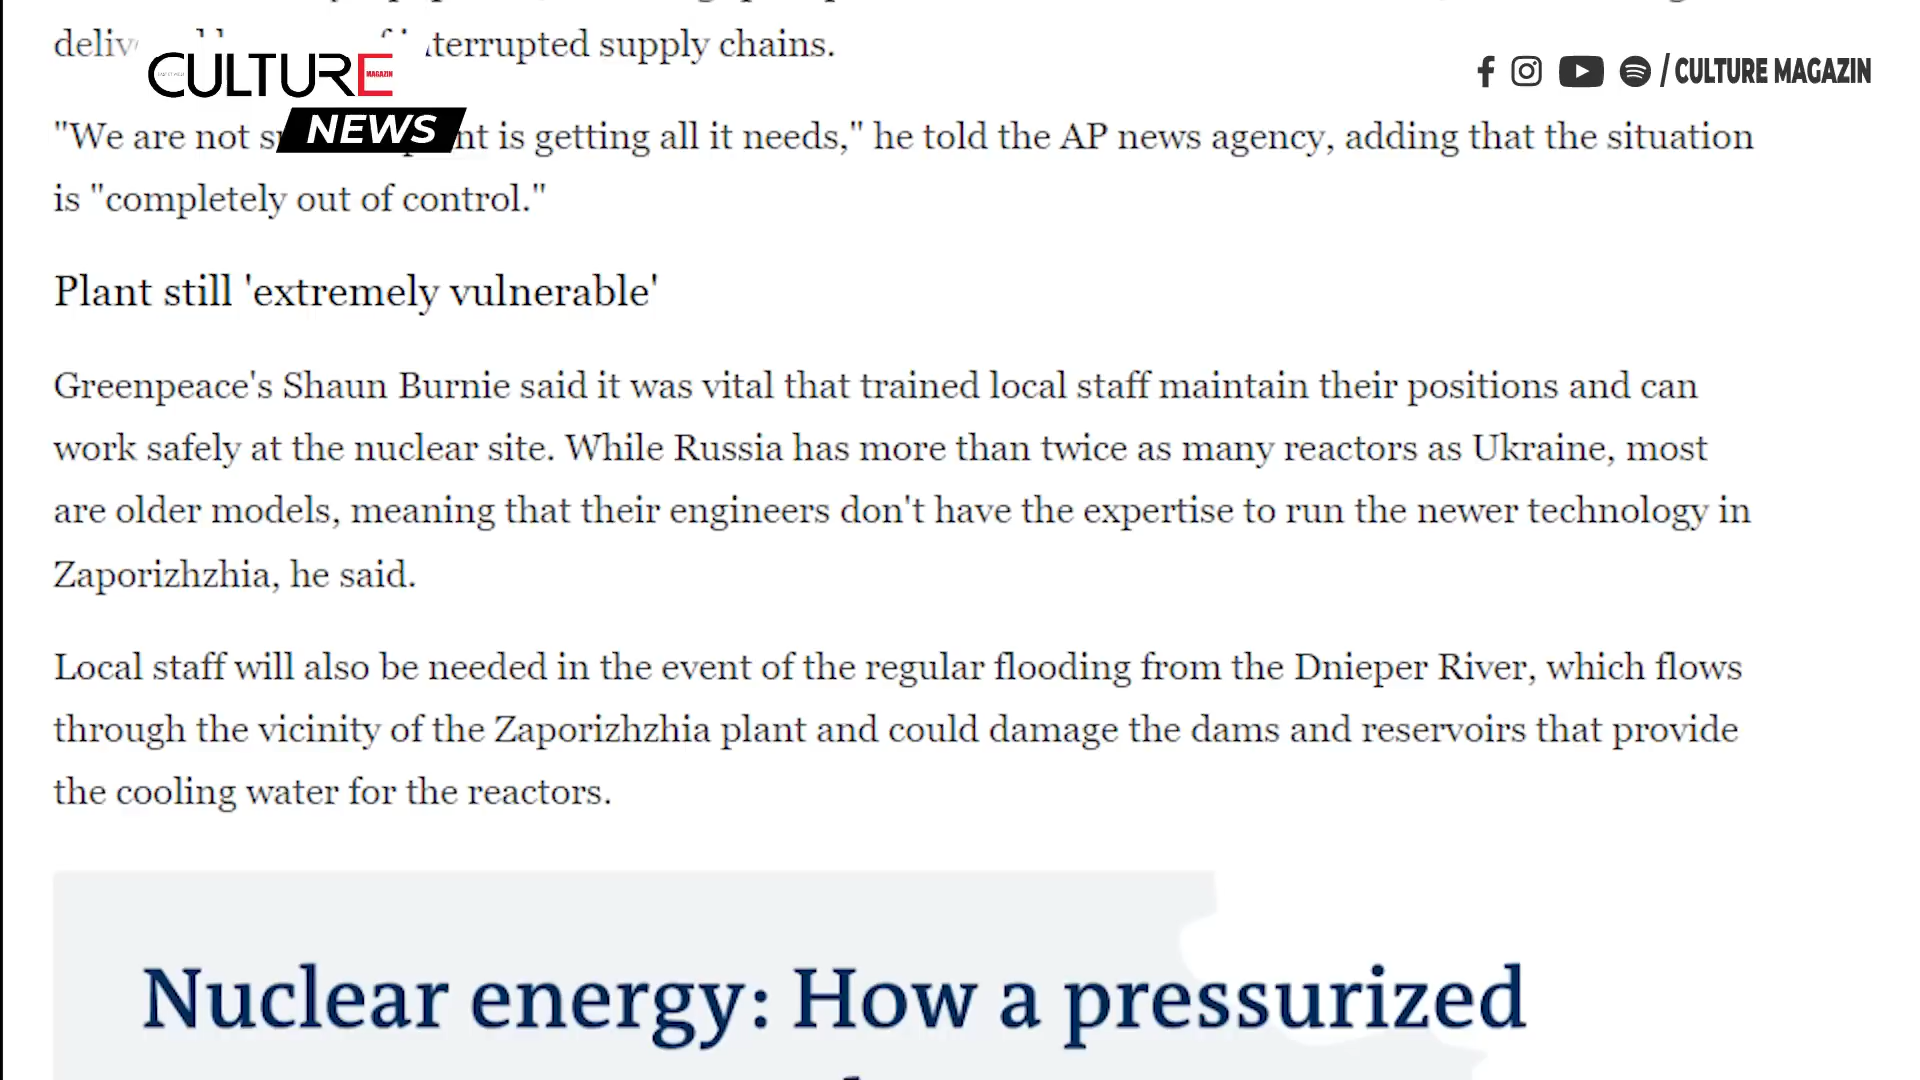 interrupted supply chains.
CULTURE
MAGAZIN
NEWS
/ CULTURE MAGAZIN
"We are not nt is getting all it needs," he told the AP news agency, adding that the situation
is "completely out of control."
Plant still 'extremely vulnerable'
Greenpeace's Shaun Burnie said it was vital that trained local staff maintain their positions and can
work safely at the nuclear site. While Russia has more than twice as many reactors as Ukraine, most
are older models, meaning that their engineers don't have the expertise to run the newer technology in
Zaporizhzhia, he said.
Local staff will also be needed in the event of the regular flooding from the Dnieper River, which flows
through the vicinity of the Zaporizhzhia plant and could damage the dams and reservoirs that provide
the cooling water for the reactors.
Nuclear energy: How a pressurized